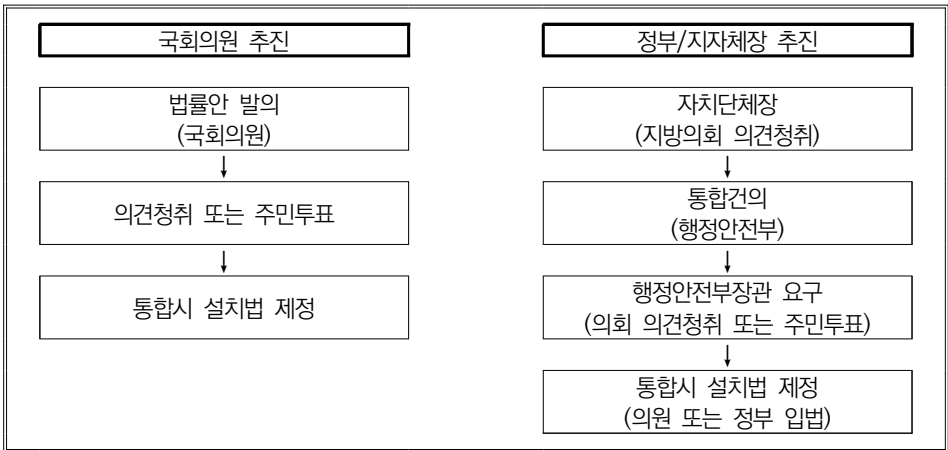 국회의원 추진
법률안 발의
(국회의원)
↓
의견청취 또는 주민투표
↓
통합시 설치법 제정
정부/지자체장 추진
자치단체장
(지방의회 의견청취)
↓
통합건의
(행정안전부)
↓
행정안전부장관 요구
(의회 의견청취 또는 주민투표)
↓
통합시 설치법 제정
(의원 또는 정부 입법)